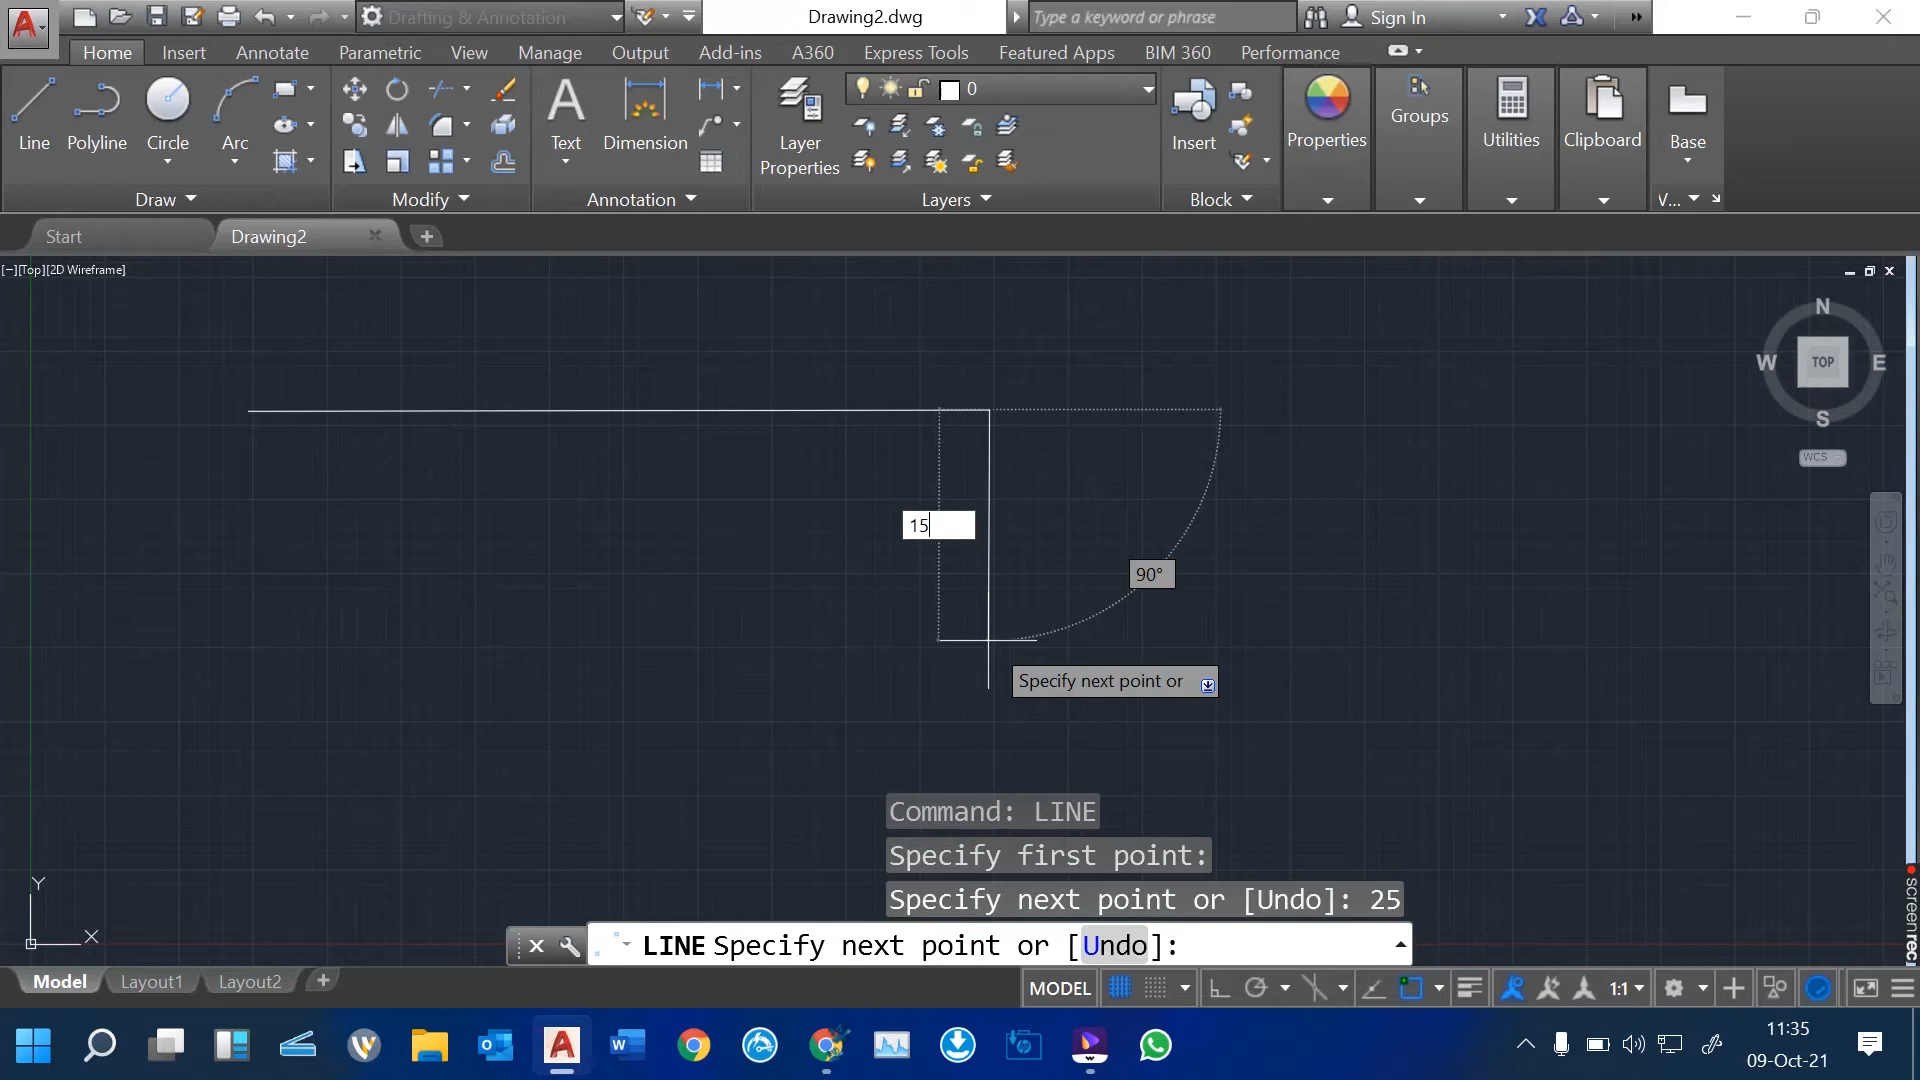 Drafting & Annotation
Drawing2.dwg
Type a keyword or phrase
Sign In
Home Insert Annotate Parametric View Manage Output Add-ins A360 Express Tools Featured Apps BIM 360 Performance
0
Line Polyline Circle Arc
Text Dimension
Layer Properties
Insert
Properties
Groups
Utilities
Clipboard
Base
Draw
Modify
Annotation
Layers
Block
V...
Start
Drawing2
[−][Top][2D Wireframe]
N
W TOP E
S
WCS
15
90°
Specify next point or
Command: LINE
Specify first point:
Specify next point or [Undo]: 25
LINE Specify next point or [Undo]:
Y
X
Model Layout1 Layout2
MODEL
1:1
screenrec
11:35
09-Oct-21